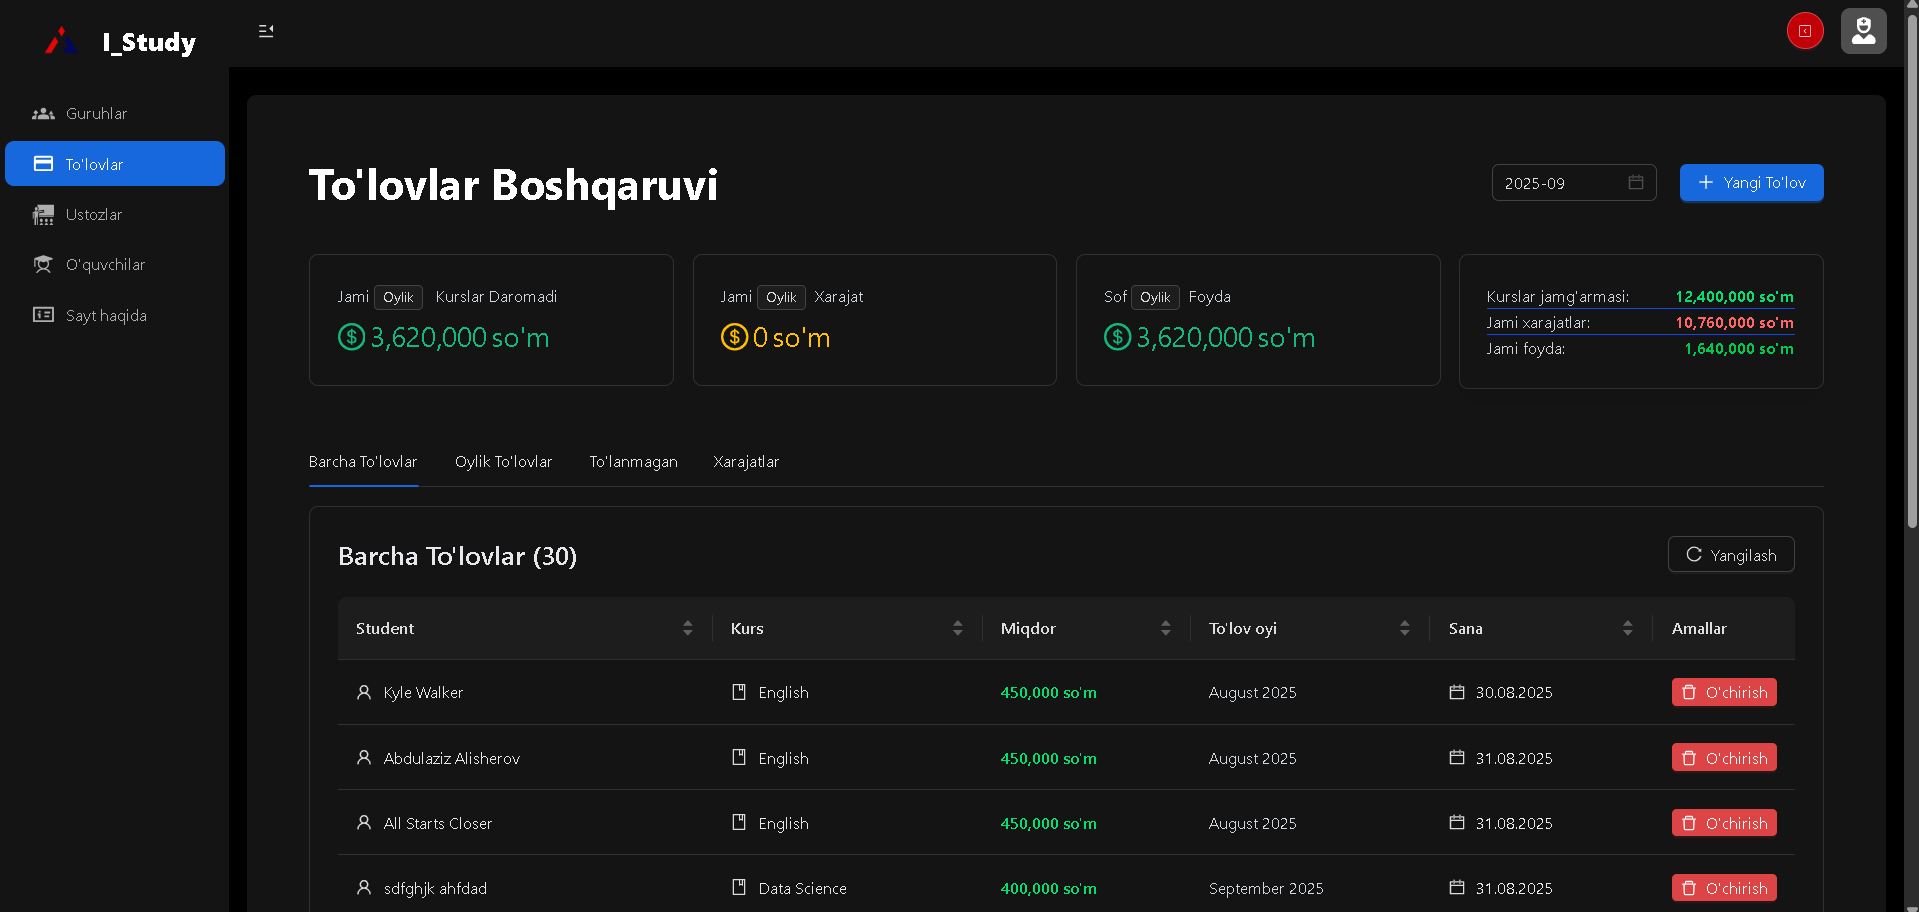 I_Study
Guruhlar
To'lovlar
Ustozlar
O'quvchilar
Sayt haqida
To'lovlar Boshqaruvi
2025-09
Yangi To'lov
Jami Oylik Kurslar Daromadi
3,620,000 so'm
Jami Oylik Xarajat
0 so'm
Sof Oylik Foyda
3,620,000 so'm
Kurslar jamg'armasi: 12,400,000 so'm
Jami xarajatlar: 10,760,000 so'm
Jami foyda: 1,640,000 so'm
Barcha To'lovlar Oylik To'lovlar To'lanmagan Xarajatlar
Barcha To'lovlar (30)
Yangilash
Student Kurs Miqdor To'lov oyi Sana Amallar
Kyle Walker English 450,000 so'm August 2025 30.08.2025 O'chirish
Abdulaziz Alisherov English 450,000 so'm August 2025 31.08.2025 O'chirish
All Starts Closer English 450,000 so'm August 2025 31.08.2025 O'chirish
sdfghjk ahfdad Data Science 400,000 so'm September 2025 31.08.2025 O'chirish